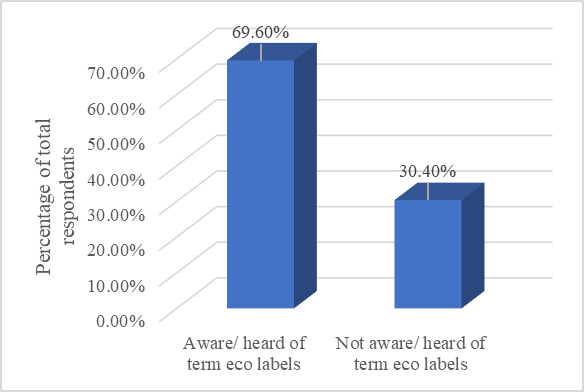 69.60%
30.40%
70.00%
60.00%
50.00%
40.00%
30.00%
20.00%
10.00%
0.00%
Percentage of total
respondents
Aware/ heard of
term eco labels
Not aware/ heard of
term eco labels